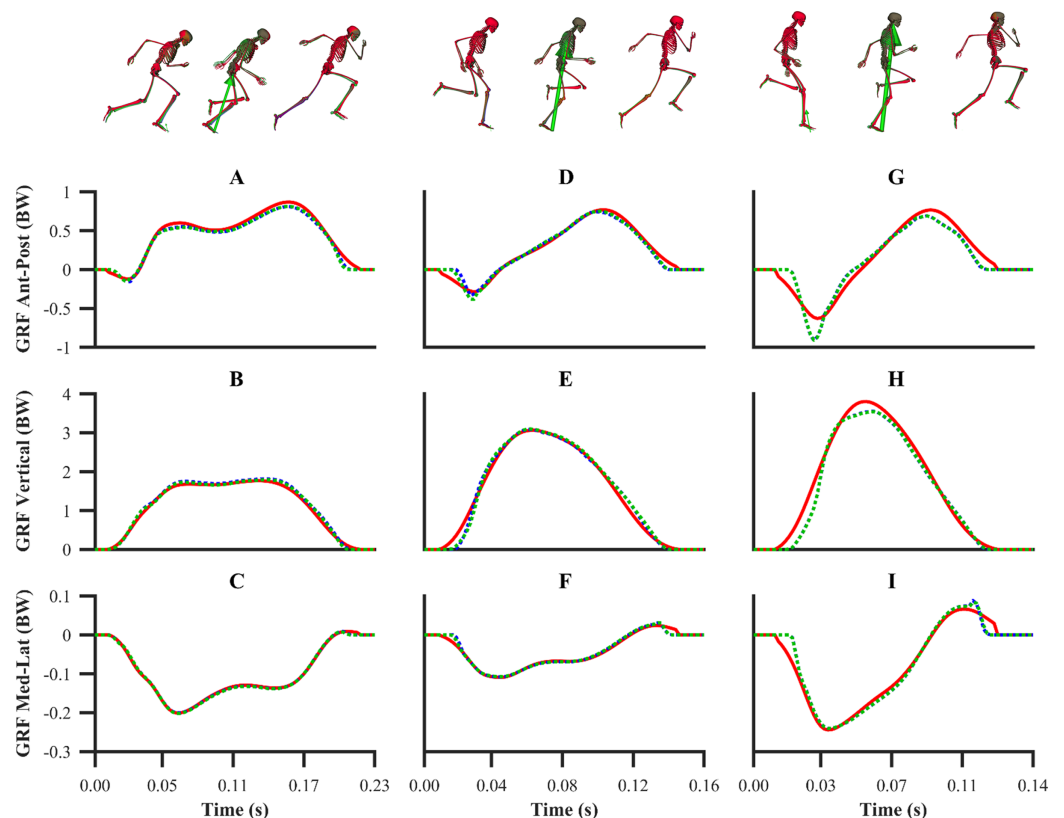 A D G
GRF Ant-Post (BW)
1
0.5
0
-0.5
-1
B E H
GRF Vertical (BW)
4
3
2
1
0
C F I
GRF Med-Lat (BW)
0.1
0
-0.1
-0.2
-0.3
0.00 0.05 0.11 0.17 0.23 0.00 0.04 0.08 0.12 0.16 0.00 0.03 0.07 0.11 0.14
Time (s) Time (s) Time (s)